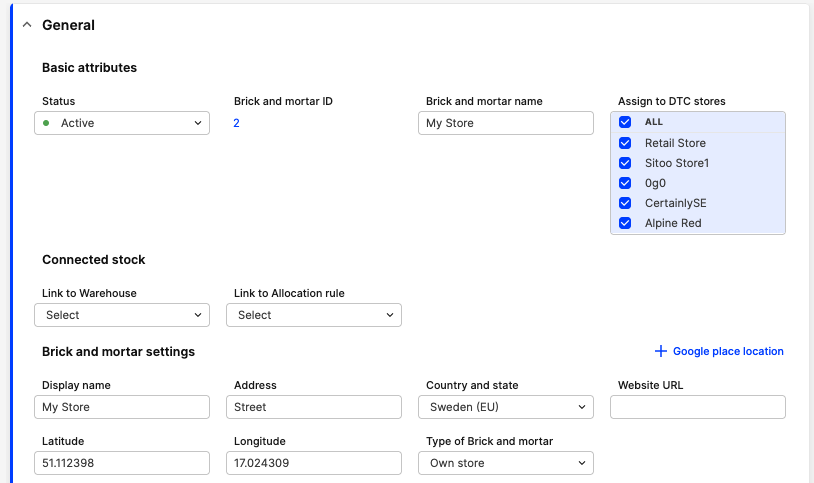 General
Basic attributes
Status
Brick and mortar ID
Brick and mortar name
Assign to DTC stores
Active
2
My Store
ALL
Retail Store
Sitoo Store1
0g0
CertainlySE
Alpine Red
Connected stock
Link to Warehouse
Link to Allocation rule
Select
Select
Brick and mortar settings
Google place location
Display name
Address
Country and state
Website URL
My Store
Street
Sweden (EU)
Latitude
Longitude
Type of Brick and mortar
51.112398
17.024309
Own store